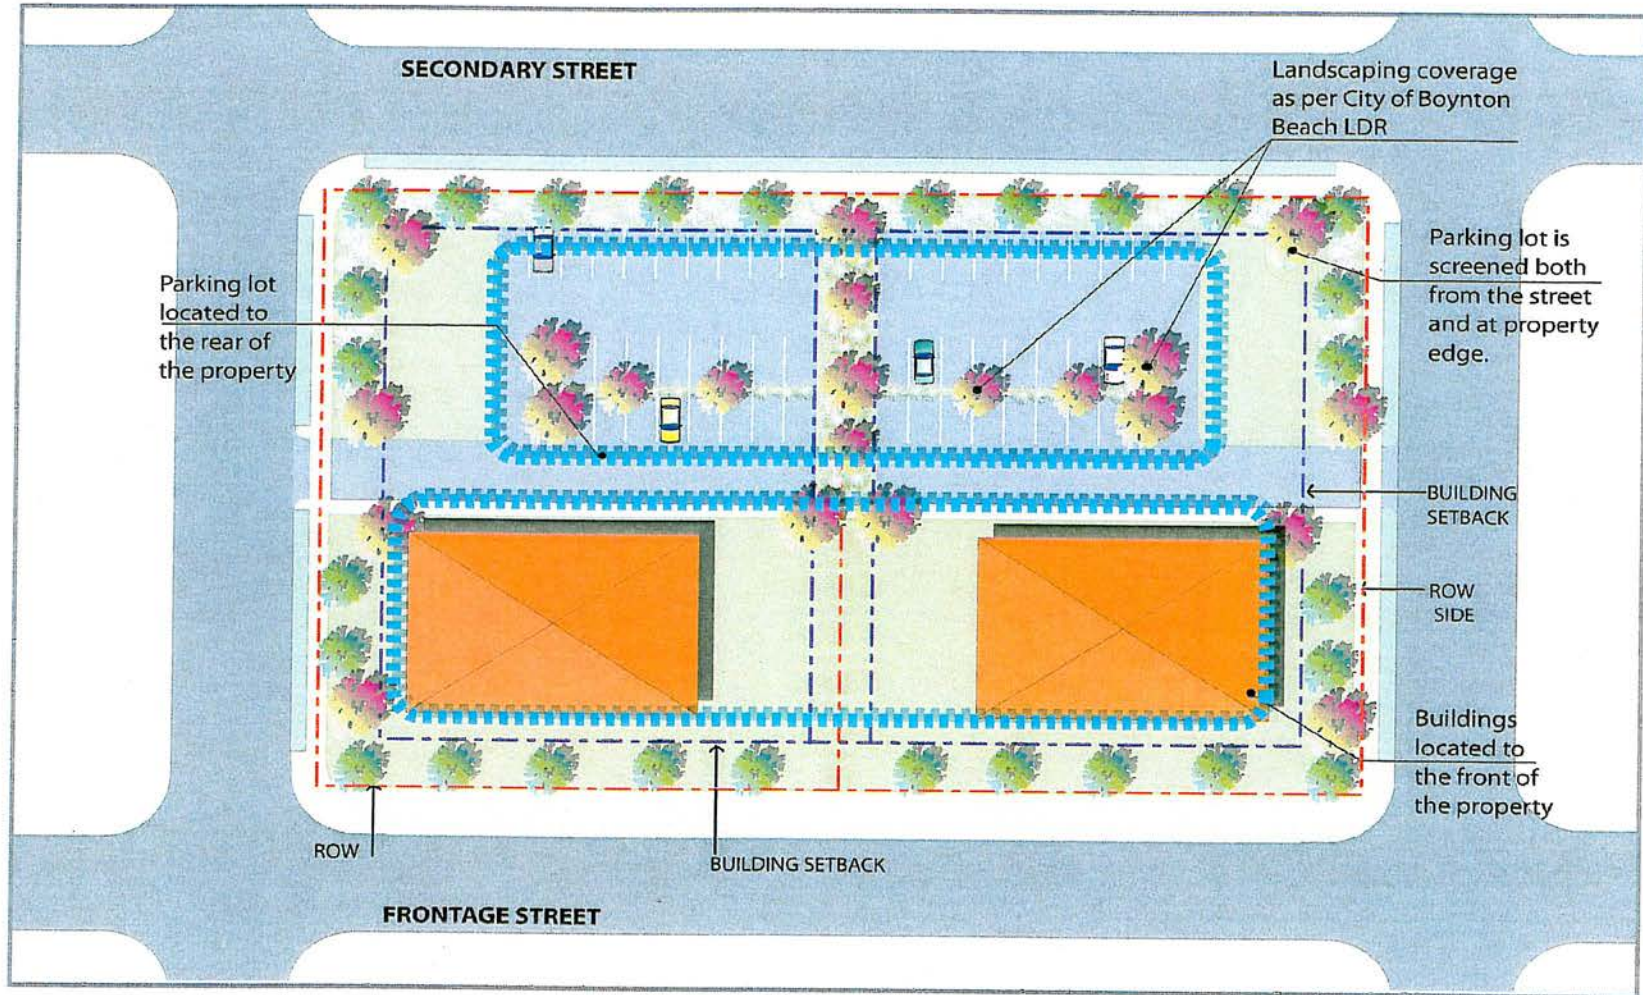 SECONDARY STREET
Landscaping coverage
as per City of Boynton
Beach LDR
Parking lot is
screened both
from the street
and at property
edge.
Parking lot
located to
the rear of
the property
BUILDING
SETBACK
ROW
SIDE
Buildings
located to
the front of
the property
ROW
BUILDING SETBACK
FRONTAGE STREET